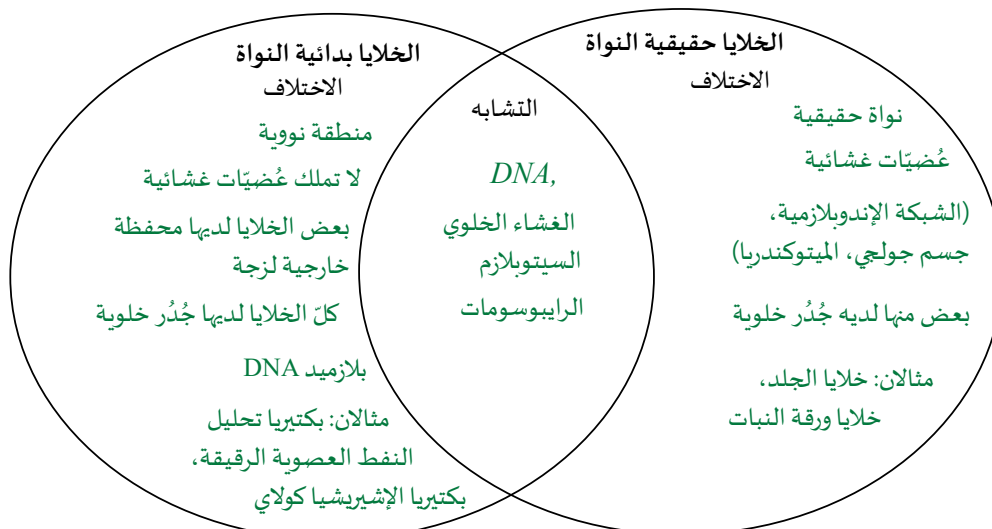 الخلايا حقيقية النواة
الاختلاف
نواة حقيقية
عُضيّات غشائية
(الشبكة الإندوبلازمية،
جسم جولجي، الميتوكندريا)
بعض منها لديه جُدُر خلوية
مثالان: خلايا الجلد،
خلايا ورقة النبات
التشابه
DNA,
الغشاء الخلوي
السيتوبلازم
الرايبوسومات
الخلايا بدائية النواة
الاختلاف
منطقة نووية
لا تملك عُضيّات غشائية
بعض الخلايا لديها محفظة
خارجية لزجة
كلّ الخلايا لديها جُدُر خلوية
بلازميد DNA
مثالان: بكتيريا تحليل
النفط العصوية الرقيقة،
بكتيريا الإشيريشيا كولاي